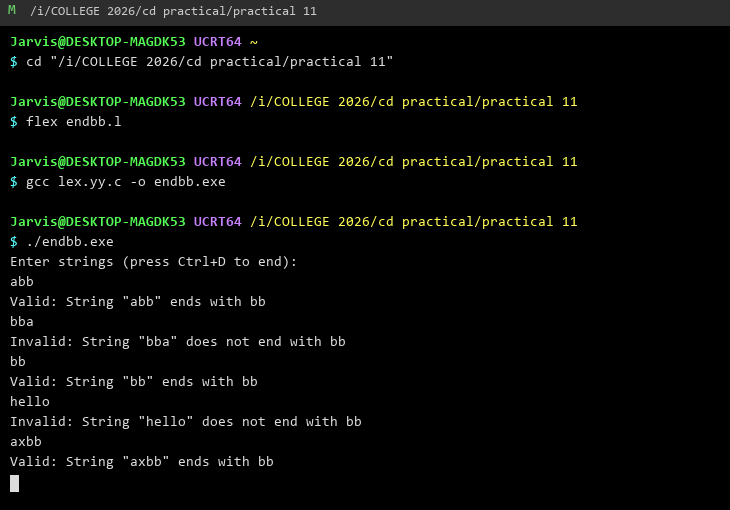 M /i/COLLEGE 2026/cd practical/practical 11
Jarvis@DESKTOP-MAGDK53 UCRT64 ~
$ cd "/i/COLLEGE 2026/cd practical/practical 11"
Jarvis@DESKTOP-MAGDK53 UCRT64 /i/COLLEGE 2026/cd practical/practical 11
$ flex endbb.l
Jarvis@DESKTOP-MAGDK53 UCRT64 /i/COLLEGE 2026/cd practical/practical 11
$ gcc lex.yy.c -o endbb.exe
Jarvis@DESKTOP-MAGDK53 UCRT64 /i/COLLEGE 2026/cd practical/practical 11
$ ./endbb.exe
Enter strings (press Ctrl+D to end):
abb
Valid: String "abb" ends with bb
bba
Invalid: String "bba" does not end with bb
bb
Valid: String "bb" ends with bb
hello
Invalid: String "hello" does not end with bb
axbb
Valid: String "axbb" ends with bb